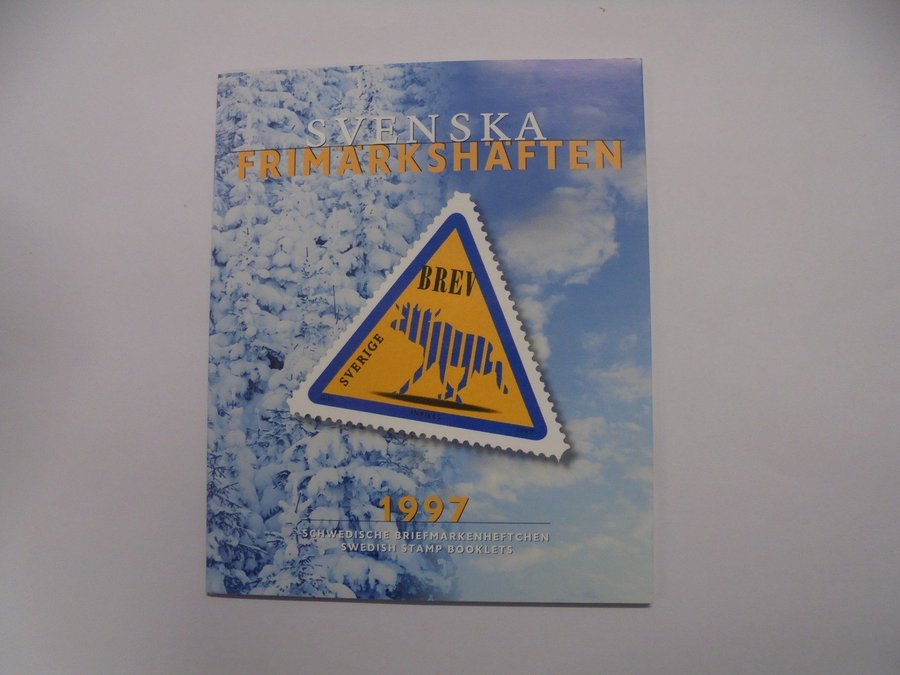 SVENSKA
FRIMÄRKSHÄFTEN
BREV
SVERIGE
1997
SCHWEDISCHE BRIEFMARKENHEFTCHEN
SWEDISH STAMP BOOKLETS